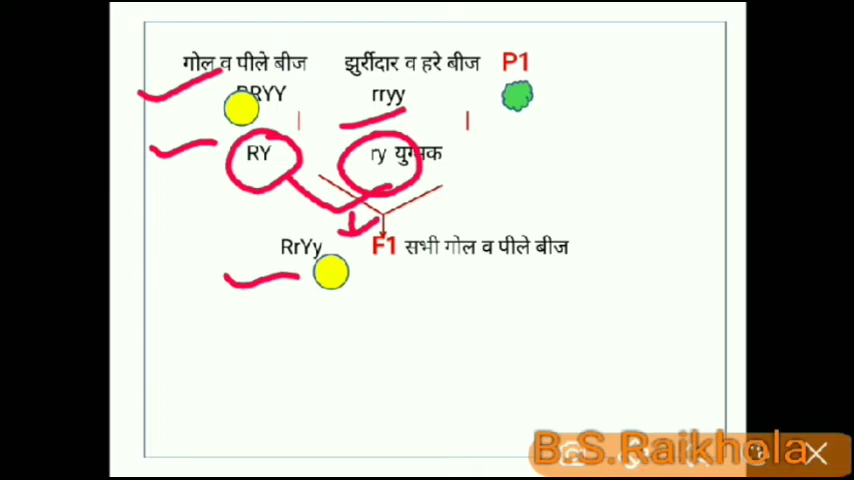 गोल व पीले बीज झुर्रीदार व हरे बीज P1
RRYY rryy
RY ry युग्मक
RrYy F1 सभी गोल व पीले बीज
B.S.Raikhola